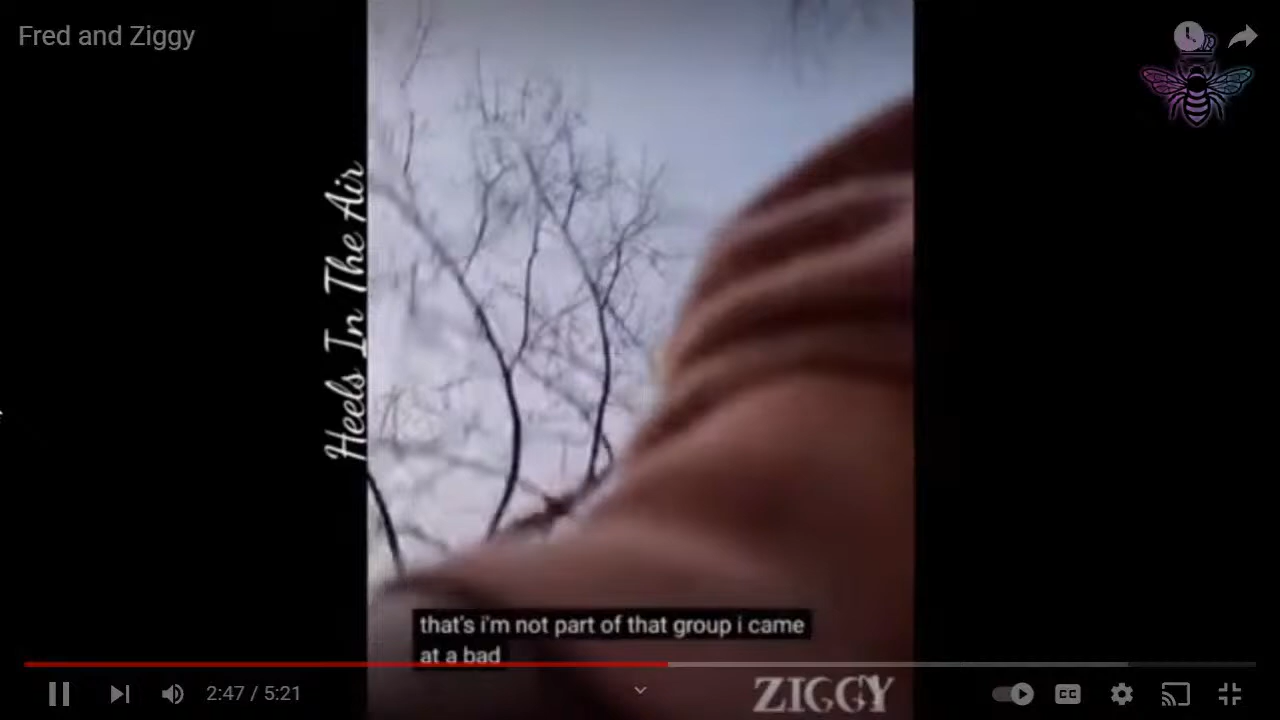 Fred and Ziggy
Heels In The Air
that's i'm not part of that group i came
at a bad
ZIGGY
2:47 / 5:21
CC